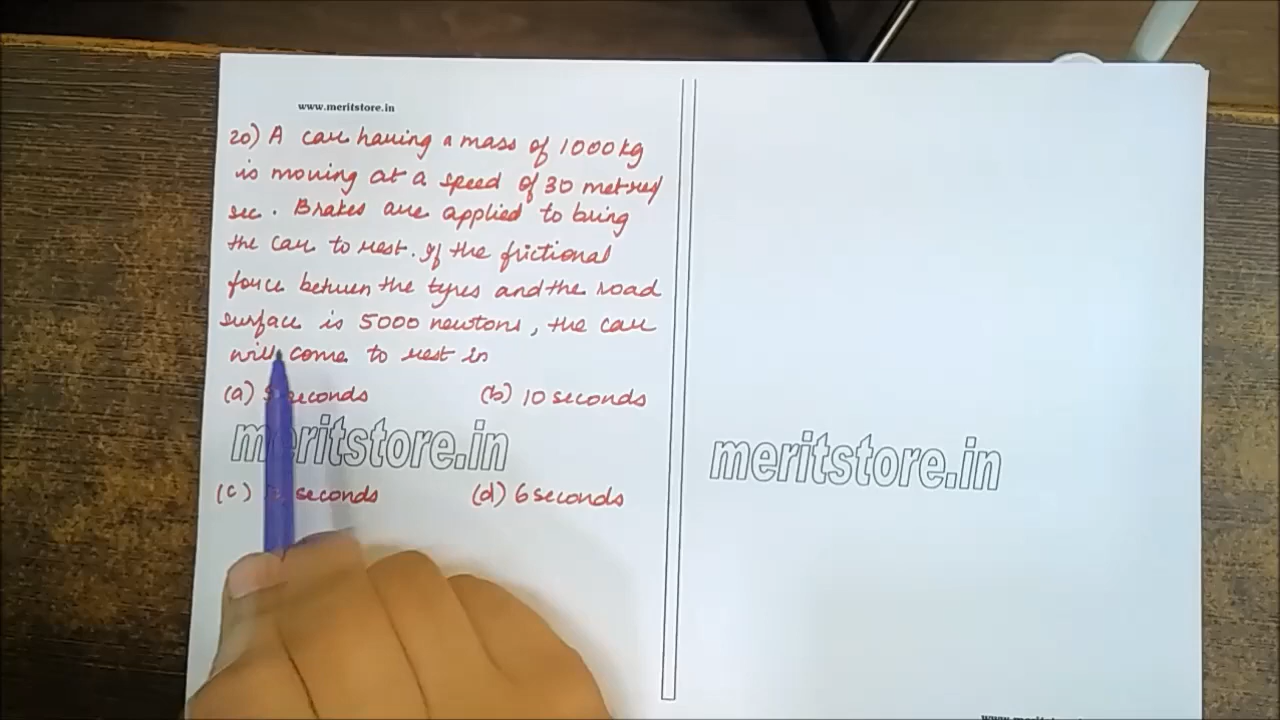 www.meritstore.in
20) A car having a mass of 1000 kg
is moving at a speed of 30 metres/
sec. Brakes are applied to bring
the car to rest. If the frictional
force between the tyres and the road
surface is 5000 newtons, the car
will come to rest in
(a) seconds (b) 10 seconds
meritstore.in
(c) seconds (d) 6 seconds
meritstore.in